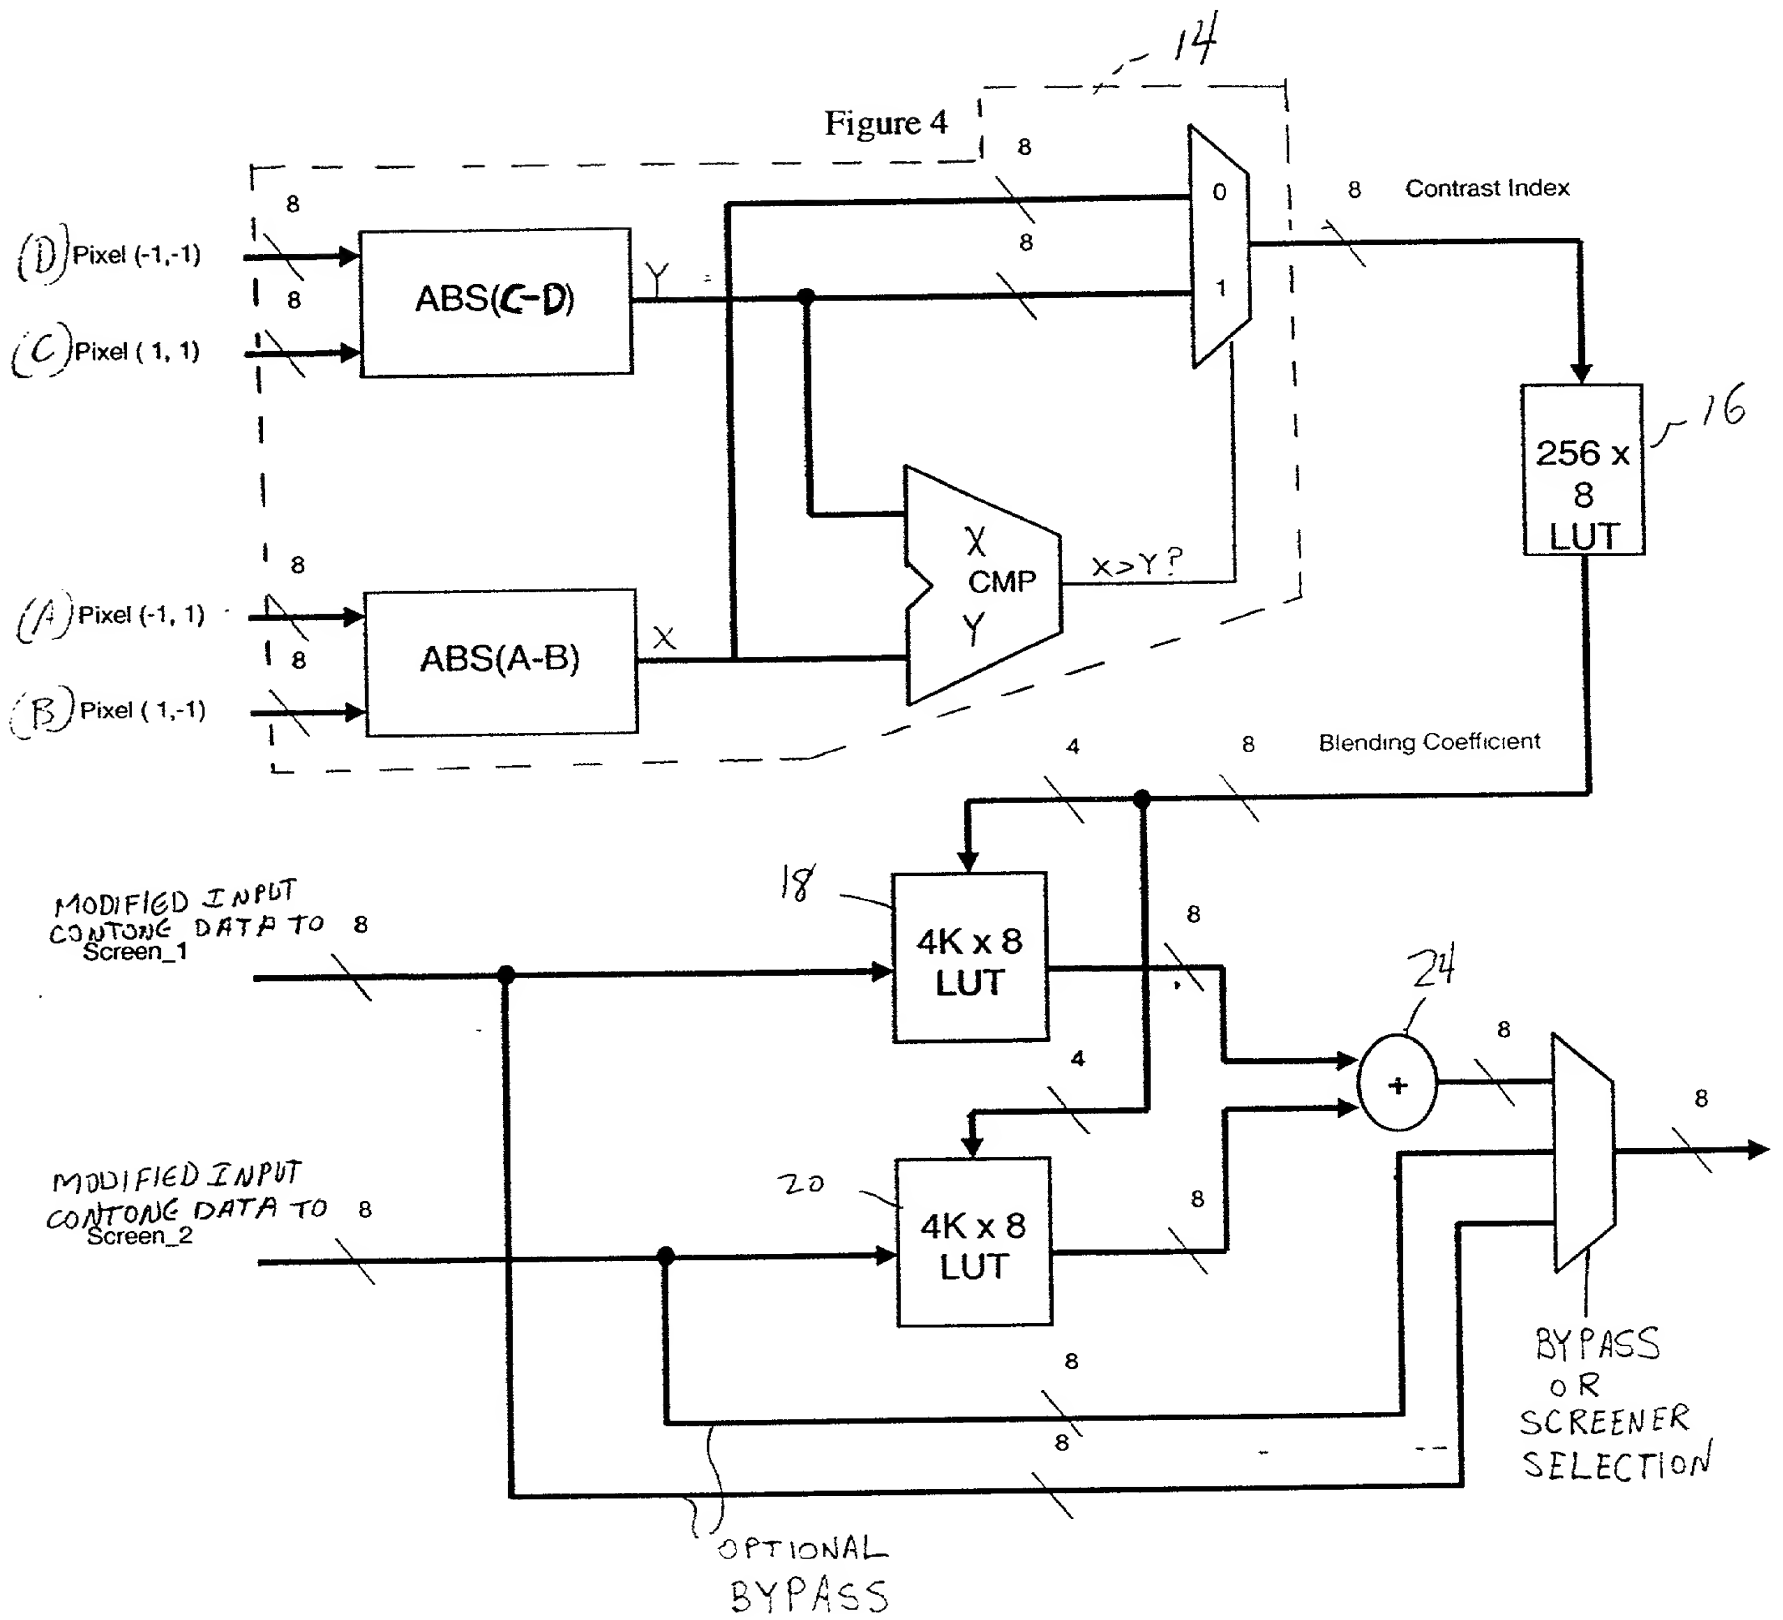 14
Figure 4
8
8
0
8 Contrast Index
8
(D) Pixel (-1,-1)
ABS(C-D)
Y
8
1
8
(C) Pixel ( 1, 1)
16
256 x
8
LUT
X
CMP
Y
X>Y?
8
(A) Pixel (-1, 1)
ABS(A-B)
X
8
(B) Pixel ( 1,-1)
4
8
Blending Coefficient
18
MODIFIED INPUT
CONTONE DATA TO
Screen_1
8
4K x 8
LUT
8
24
4
8
+
8
20
MODIFIED INPUT
CONTONE DATA TO
Screen_2
8
4K x 8
LUT
8
8
8
BYPASS
OR
SCREENER
SELECTION
OPTIONAL
BYPASS